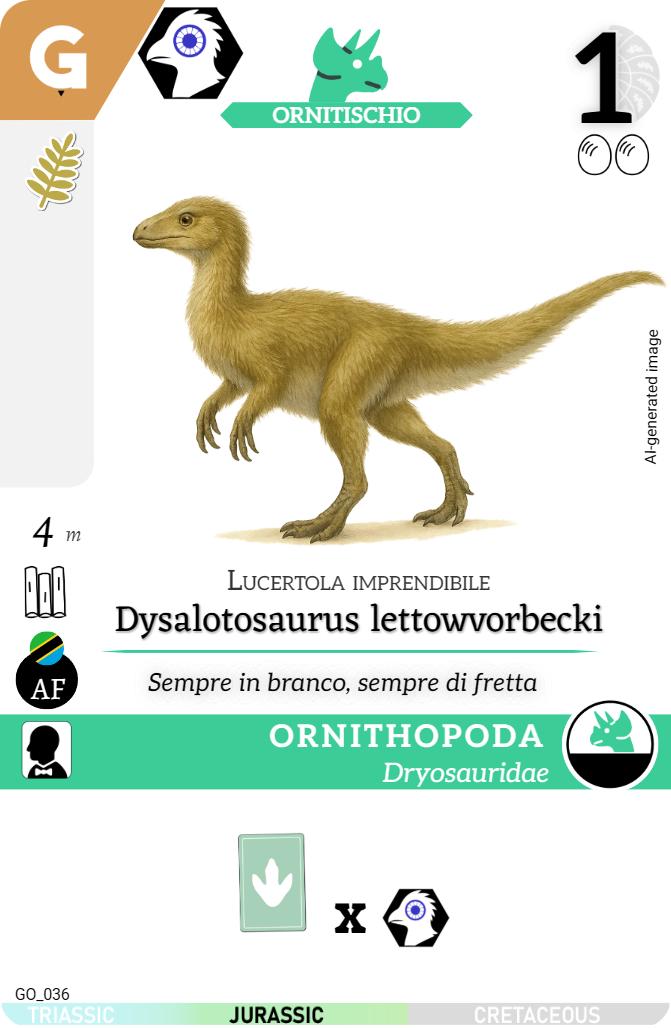 G
ORNITISCHIO
1
AI-generated image
4 m
LUCERTOLA IMPRENDIBILE
Dysalotosaurus lettowvorbecki
AF
Sempre in branco, sempre di fretta
ORNITHOPODA
Dryosauridae
x
GO_036
TRIASSIC JURASSIC CRETACEOUS